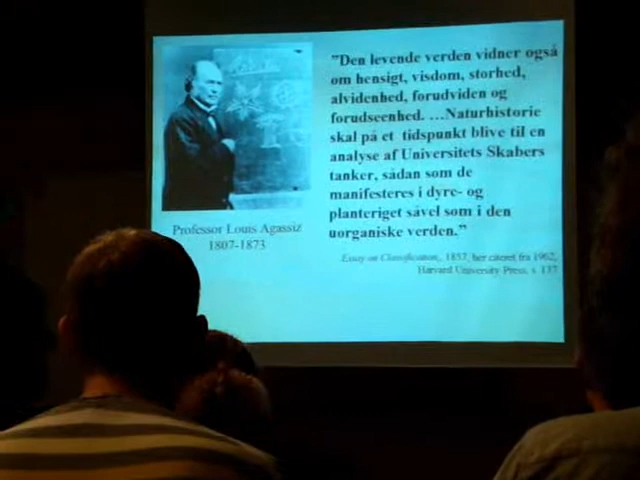 "Den levende verden vidner også
om hensigt, visdom, storhed,
alvidenhed, forudviden og
forudseenhed. …Naturhistorie
skal på et tidspunkt blive til en
analyse af Universitets Skabers
tanker, sådan som de
manifesteres i dyre- og
planteriget såvel som i den
uorganiske verden."
Professor Louis Agassiz
1807-1873
Essay on Classification, 1857, her citeret fra 1962,
Harvard University Press, s. 137